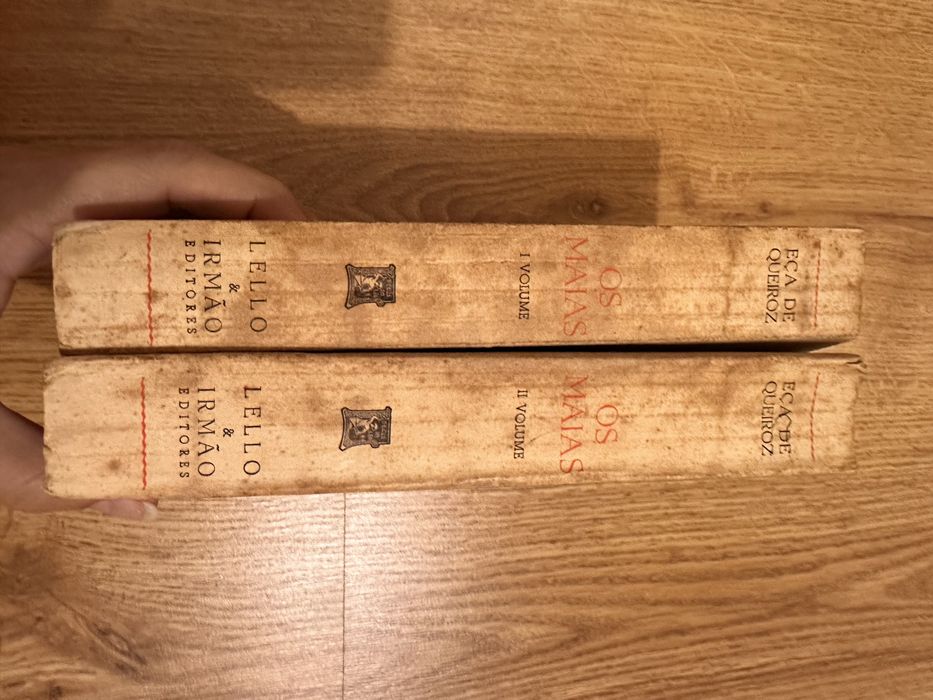 EÇA DE
QUEIROZ
OS
MAIAS
I VOLUME
LELLO
&
IRMÃO
EDITORES
EÇA DE
QUEIROZ
OS
MAIAS
II VOLUME
LELLO
&
IRMÃO
EDITORES